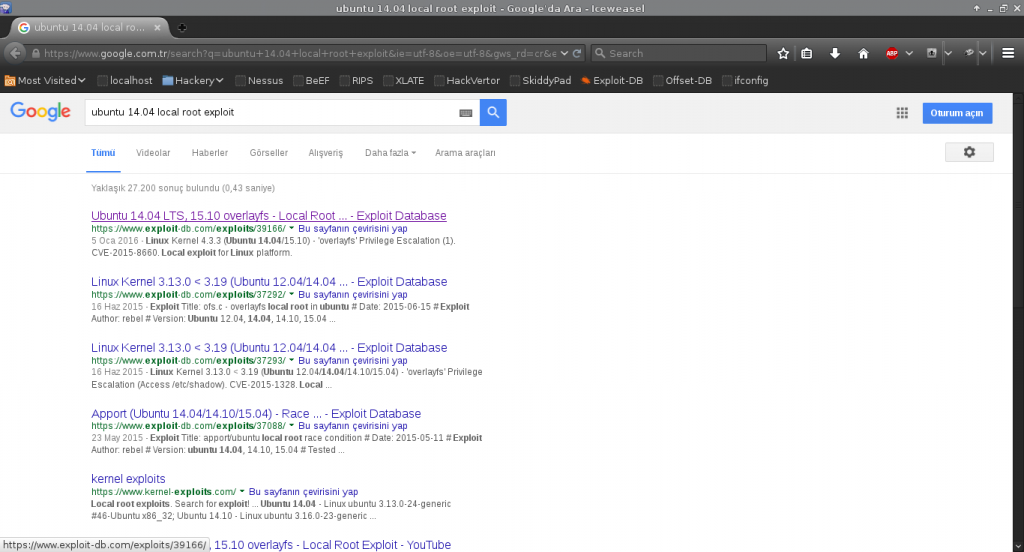 ubuntu 14.04 local root exploit - Google'da Ara - Iceweasel
ubuntu 14.04 local ro...
https://www.google.com.tr/search?q=ubuntu+14.04+local+root+exploit&ie=utf-8&oe=utf-8&gws_rd=cr&e
Search
ABP
Most Visited
localhost
Hackery
Nessus
BeEF
RIPS
XLATE
HackVertor
SkiddyPad
Exploit-DB
Offset-DB
ifconfig
Google
ubuntu 14.04 local root exploit
Oturum açın
Tümü
Videolar
Haberler
Görseller
Alışveriş
Daha fazla
Arama araçları
Yaklaşık 27.200 sonuç bulundu (0,43 saniye)
Ubuntu 14.04 LTS, 15.10 overlayfs - Local Root ... - Exploit Database
https://www.exploit-db.com/exploits/39166/ Bu sayfanın çevirisini yap
5 Oca 2016 - Linux Kernel 4.3.3 (Ubuntu 14.04/15.10) - 'overlayfs' Privilege Escalation (1).
CVE-2015-8660. Local exploit for Linux platform.
Linux Kernel 3.13.0 < 3.19 (Ubuntu 12.04/14.04 ... - Exploit Database
https://www.exploit-db.com/exploits/37292/ Bu sayfanın çevirisini yap
16 Haz 2015 - Exploit Title: ofs.c - overlayfs local root in ubuntu # Date: 2015-06-15 # Exploit
Author: rebel # Version: Ubuntu 12.04, 14.04, 14.10, 15.04 ...
Linux Kernel 3.13.0 < 3.19 (Ubuntu 12.04/14.04 ... - Exploit Database
https://www.exploit-db.com/exploits/37293/ Bu sayfanın çevirisini yap
16 Haz 2015 - Linux Kernel 3.13.0 < 3.19 (Ubuntu 12.04/14.04/14.10/15.04) - 'overlayfs' Privilege
Escalation (Access /etc/shadow). CVE-2015-1328. Local ...
Apport (Ubuntu 14.04/14.10/15.04) - Race ... - Exploit Database
https://www.exploit-db.com/exploits/37088/ Bu sayfanın çevirisini yap
23 May 2015 - Exploit Title: apport/ubuntu local root race condition # Date: 2015-05-11 # Exploit
Author: rebel # Version: ubuntu 14.04, 14.10, 15.04 # Tested ...
kernel exploits
https://www.kernel-exploits.com/ Bu sayfanın çevirisini yap
Local root exploits. Search for exploit! ... Ubuntu 14.04 - Linux ubuntu 3.13.0-24-generic
#46-Ubuntu x86_32; Ubuntu 14.10 - Linux ubuntu 3.16.0-23-generic ...
https://www.exploit-db.com/exploits/39166/ , 15.10 overlayfs - Local Root Exploit - YouTube